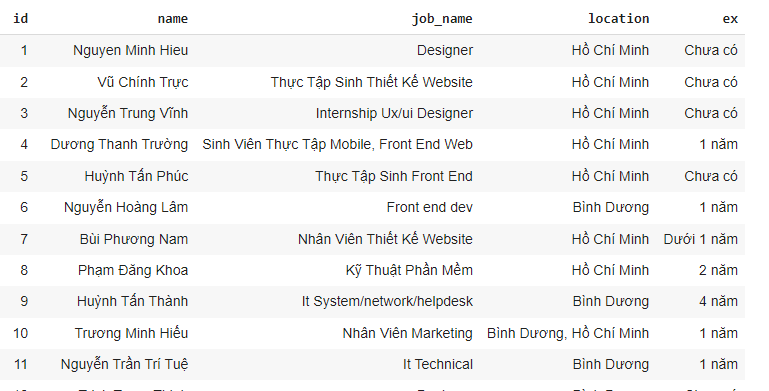 id name job_name location ex
1 Nguyen Minh Hieu Designer Hồ Chí Minh Chưa có
2 Vũ Chính Trực Thực Tập Sinh Thiết Kế Website Hồ Chí Minh Chưa có
3 Nguyễn Trung Vĩnh Internship Ux/ui Designer Hồ Chí Minh Chưa có
4 Dương Thanh Trưởng Sinh Viên Thực Tập Mobile, Front End Web Hồ Chí Minh 1 năm
5 Huỳnh Tấn Phúc Thực Tập Sinh Front End Hồ Chí Minh Chưa có
6 Nguyễn Hoàng Lâm Front end dev Bình Dương 1 năm
7 Bùi Phương Nam Nhân Viên Thiết Kế Website Hồ Chí Minh Dưới 1 năm
8 Phạm Đăng Khoa Kỹ Thuật Phần Mềm Hồ Chí Minh 2 năm
9 Huỳnh Tấn Thành It System/network/helpdesk Bình Dương 4 năm
10 Trương Minh Hiếu Nhân Viên Marketing Bình Dương, Hồ Chí Minh 1 năm
11 Nguyễn Trần Trí Tuệ It Technical Bình Dương 1 năm